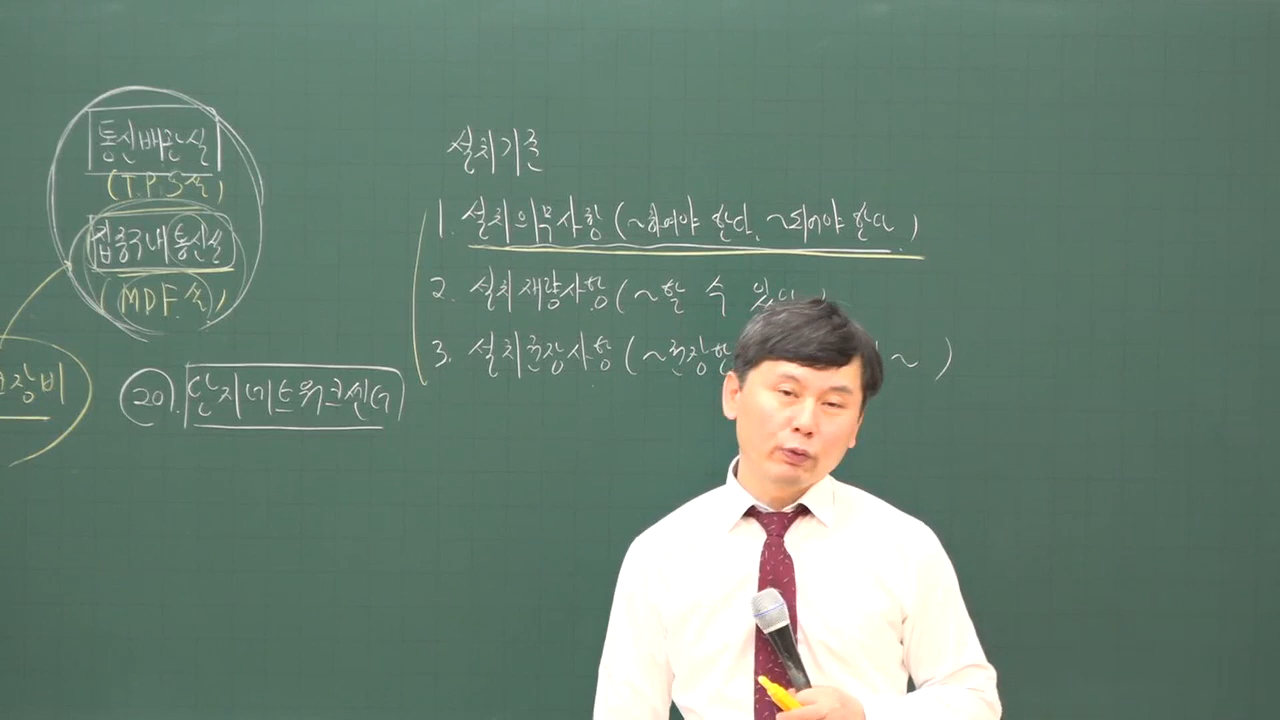 통신배관실
(T.P.S실)
집중구내통신실
(MDF실)
장비
201. 단지네트워크센터
설치기준
1. 설치의무사항 (~하여야 한다, ~되어야 한다)
2. 설치재량사항 (~할 수 있다)
3. 설치권장사항 (~권장 ~ )